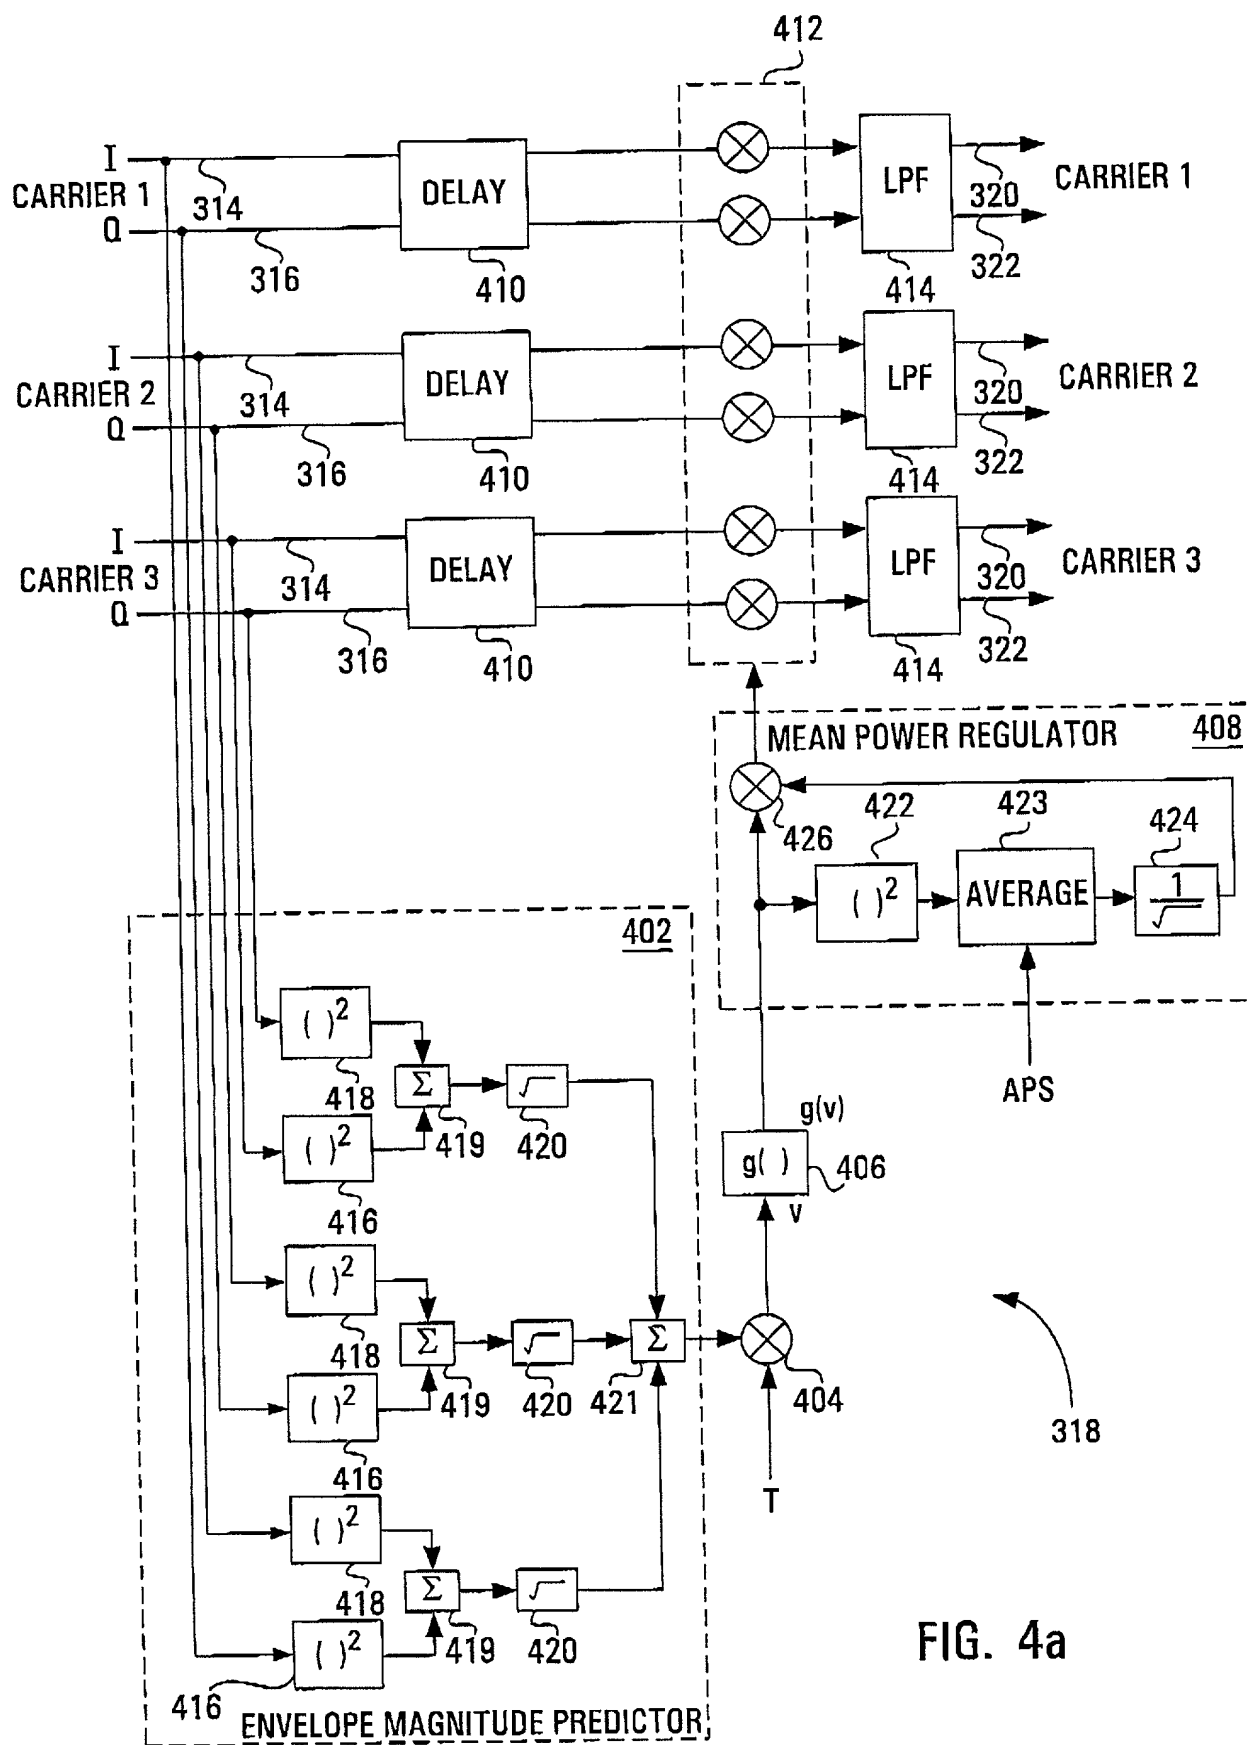 412
I
CARRIER 1
Q
314
316
DELAY
410
LPF
414
320
322
CARRIER 1
I
CARRIER 2
Q
314
316
DELAY
410
LPF
414
320
322
CARRIER 2
I
CARRIER 3
Q
314
316
DELAY
410
LPF
414
320
322
CARRIER 3
MEAN POWER REGULATOR
408
426
422
( )²
423
AVERAGE
424
1
√
APS
402
( )²
418
Σ
419
√
420
( )²
416
g(v)
g( )
406
V
( )²
418
Σ
419
√
420
Σ
421
404
T
318
( )²
416
( )²
418
Σ
419
√
420
( )²
416
ENVELOPE MAGNITUDE PREDICTOR
FIG. 4a